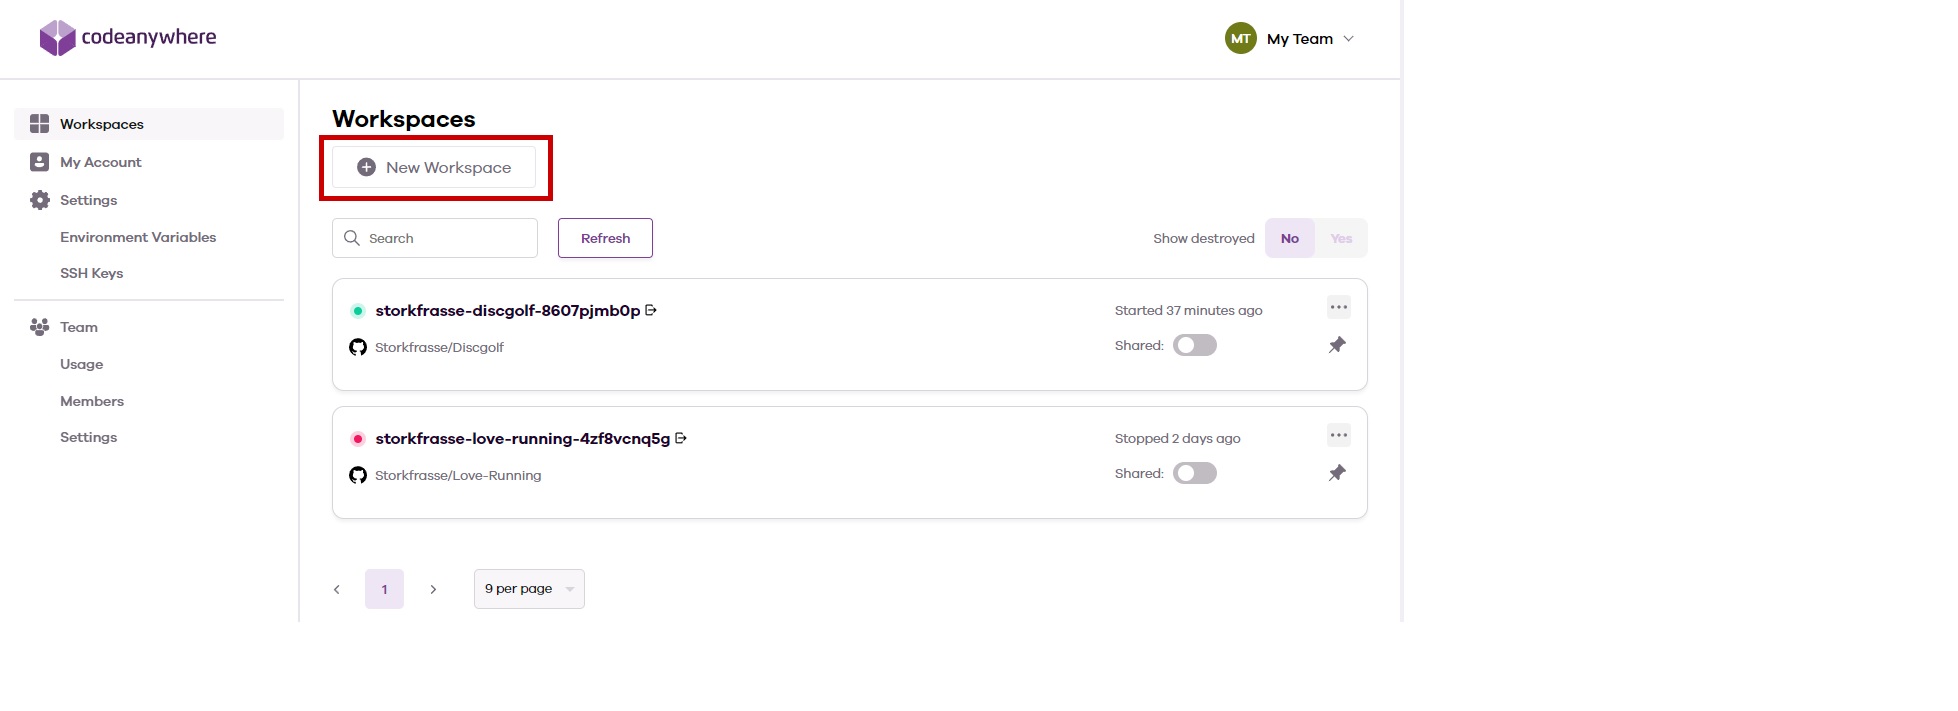 codeanywhere
MT My Team
Workspaces
My Account
Settings
Environment Variables
SSH Keys
Team
Usage
Members
Settings
Workspaces
New Workspace
Search
Refresh
Show destroyed No Yes
storkfrasse-discgolf-8607pjmb0p
Started 37 minutes ago
Storkfrasse/Discgolf
Shared:
storkfrasse-love-running-4zf8vcnq5g
Stopped 2 days ago
Storkfrasse/Love-Running
Shared:
1
9 per page